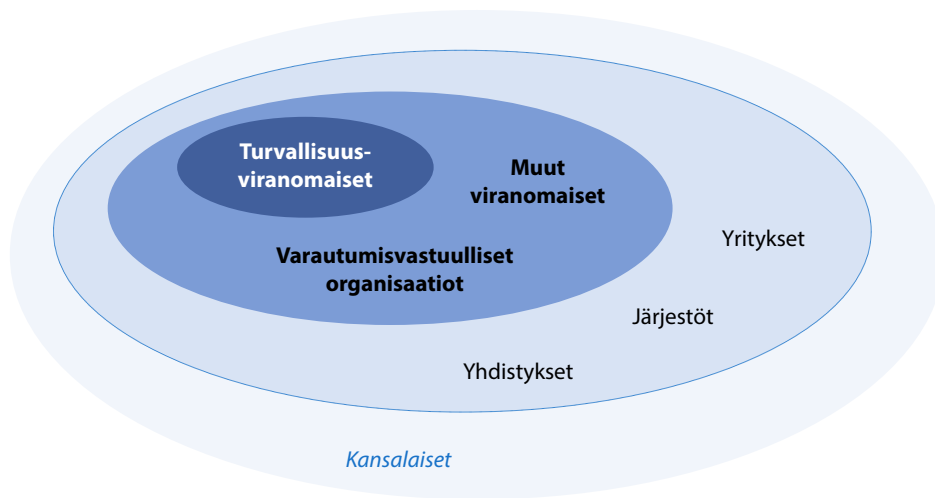 Turvallisuus-
viranomaiset
Muut
viranomaiset
Varautumisvastuulliset
organisaatiot
Yritykset
Järjestöt
Yhdistykset
Kansalaiset